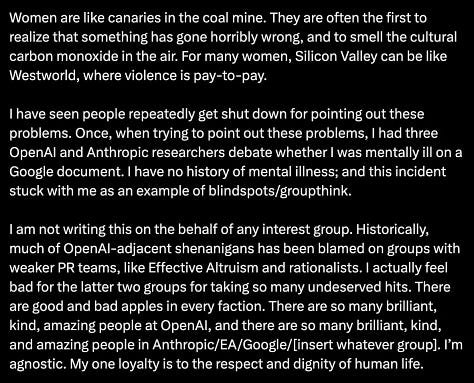 Women are like canaries in the coal mine. They are often the first to
realize that something has gone horribly wrong, and to smell the cultural
carbon monoxide in the air. For many women, Silicon Valley can be like
Westworld, where violence is pay-to-pay.
I have seen people repeatedly get shut down for pointing out these
problems. Once, when trying to point out these problems, I had three
OpenAI and Anthropic researchers debate whether I was mentally ill on a
Google document. I have no history of mental illness; and this incident
stuck with me as an example of blindspots/groupthink.
I am not writing this on the behalf of any interest group. Historically,
much of OpenAI-adjacent shenanigans has been blamed on groups with
weaker PR teams, like Effective Altruism and rationalists. I actually feel
bad for the latter two groups for taking so many undeserved hits. There
are good and bad apples in every faction. There are so many brilliant,
kind, amazing people at OpenAI, and there are so many brilliant, kind,
and amazing people in Anthropic/EA/Google/[insert whatever group]. I'm
agnostic. My one loyalty is to the respect and dignity of human life.